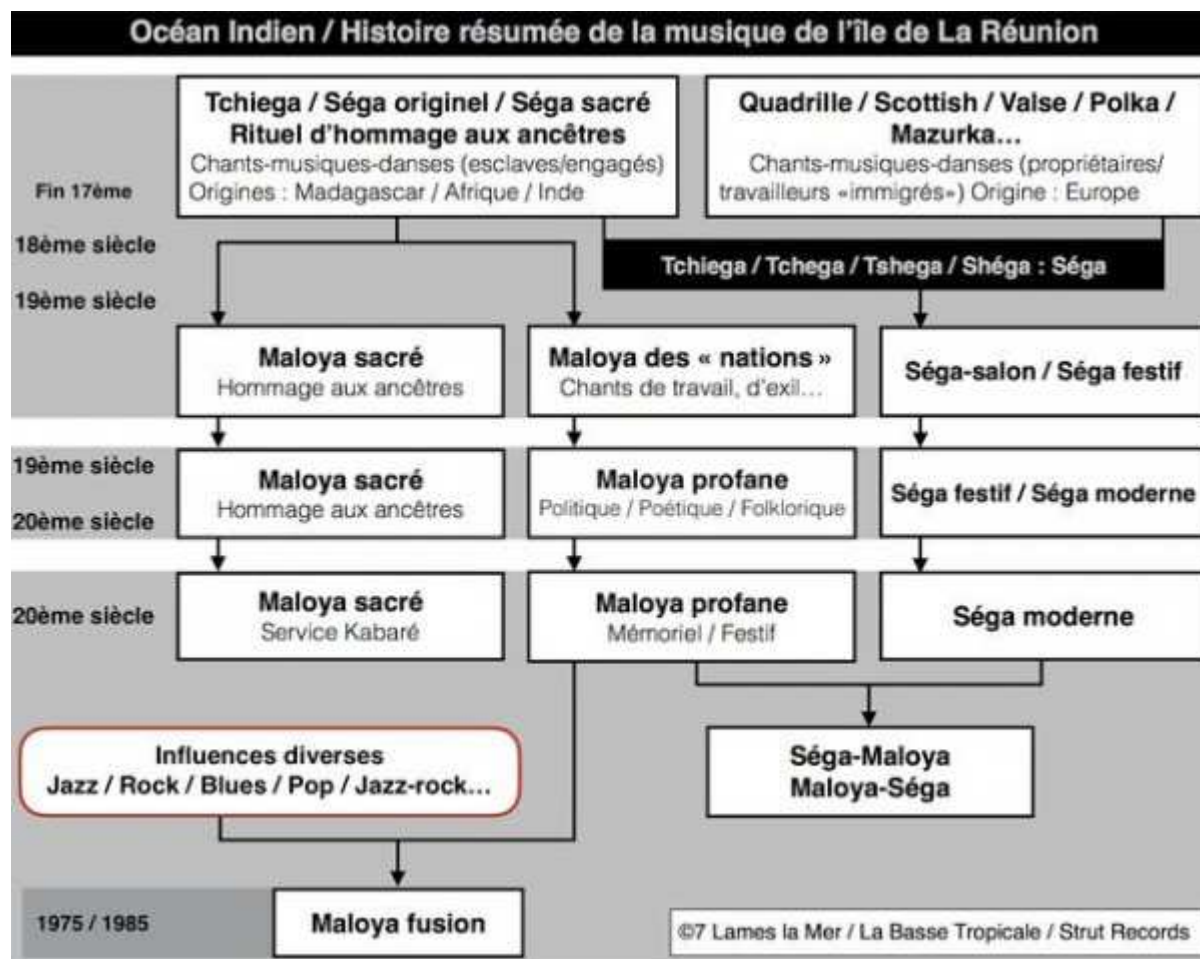 Océan Indien / Histoire résumée de la musique de l'île de La Réunion
Tchiega / Séga originel / Séga sacré
Rituel d'hommage aux ancêtres
Chants-musiques-danses (esclaves/engagés)
Origines : Madagascar / Afrique / Inde
Quadrille / Scottish / Valse / Polka /
Mazurka…
Chants-musiques-danses (propriétaires/
travailleurs «immigrés») Origine : Europe
Fin 17ème
18ème siècle
19ème siècle
Tchiega / Tchega / Tshega / Shéga : Séga
Maloya sacré
Hommage aux ancêtres
Maloya des « nations »
Chants de travail, d'exil…
Séga-salon / Séga festif
19ème siècle
20ème siècle
Maloya sacré
Hommage aux ancêtres
Maloya profane
Politique / Poétique / Folklorique
Séga festif / Séga moderne
20ème siècle
Maloya sacré
Service Kabaré
Maloya profane
Mémoriel / Festif
Séga moderne
Influences diverses
Jazz / Rock / Blues / Pop / Jazz-rock…
Séga-Maloya
Maloya-Séga
1975 / 1985
Maloya fusion
©7 Lames la Mer / La Basse Tropicale / Strut Records